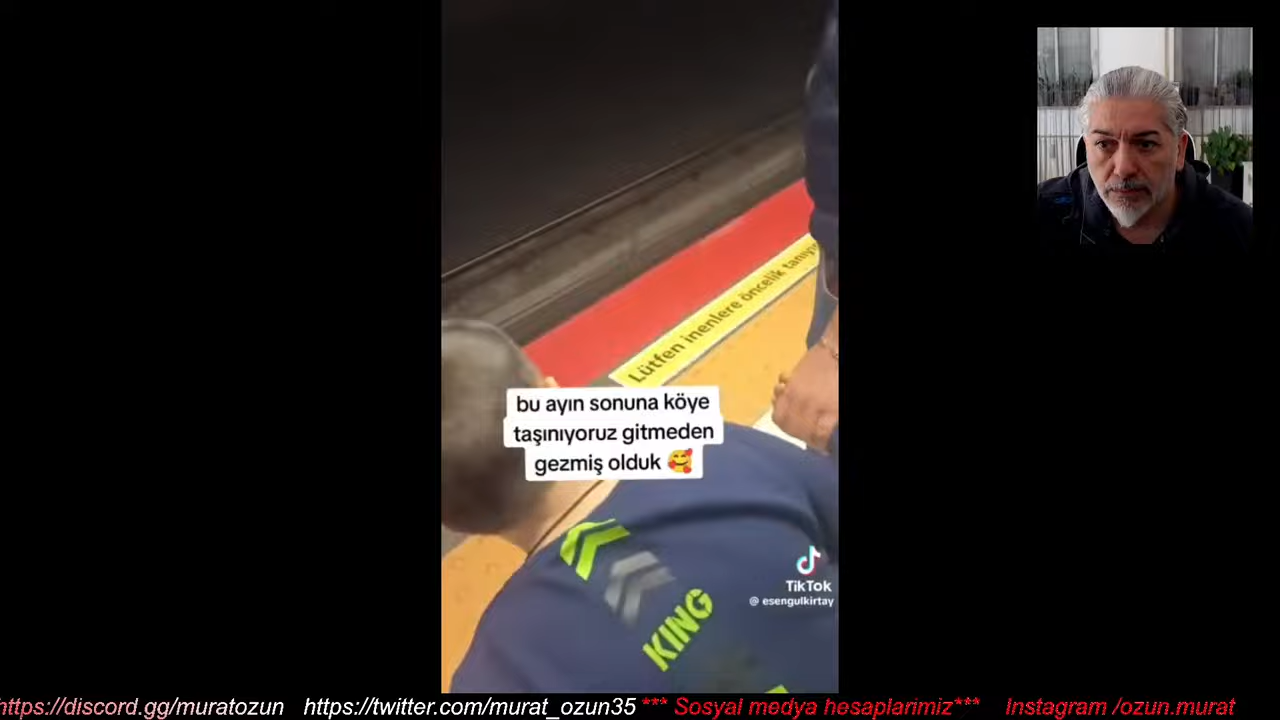 Lütfen inenlere öncelik tanıyın
bu ayın sonuna köye
taşınıyoruz gitmeden
gezmiş olduk 🥰
KING
TikTok
@ esengulkirtay
https://discord.gg/muratozun https://twitter.com/murat_ozun35 *** Sosyal medya hesaplarimiz*** Instagram /ozun.murat